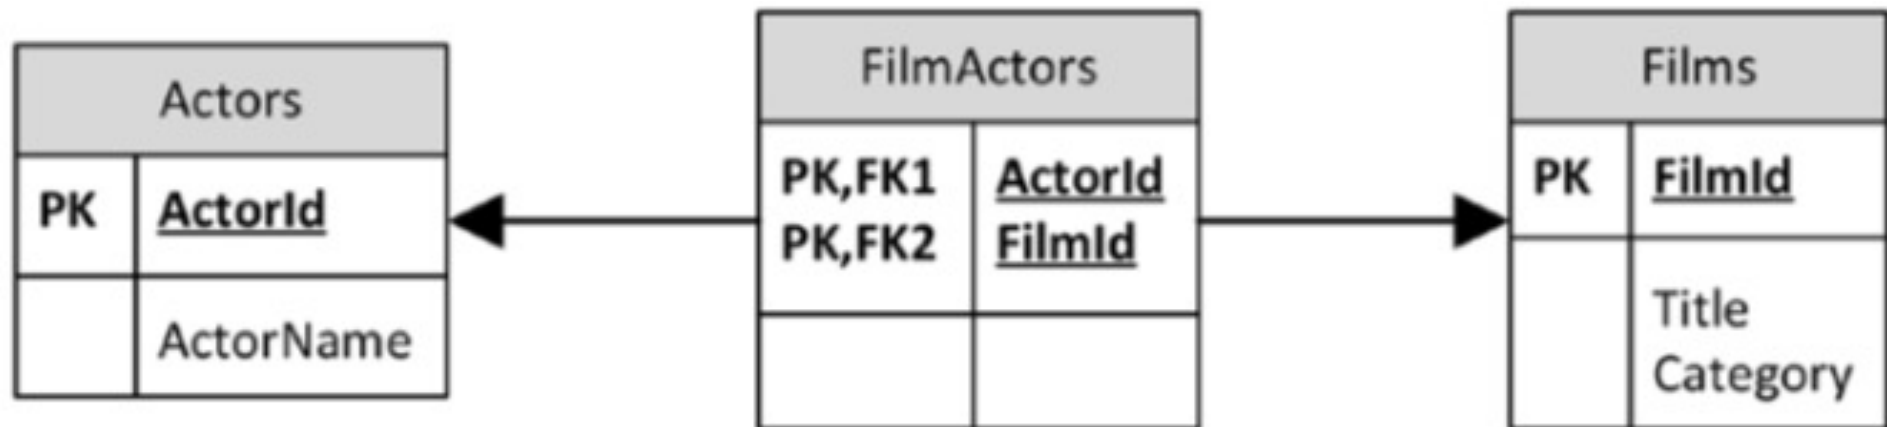 Actors
PK ActorId
ActorName
FilmActors
PK,FK1 ActorId
PK,FK2 FilmId
Films
PK FilmId
Title
Category